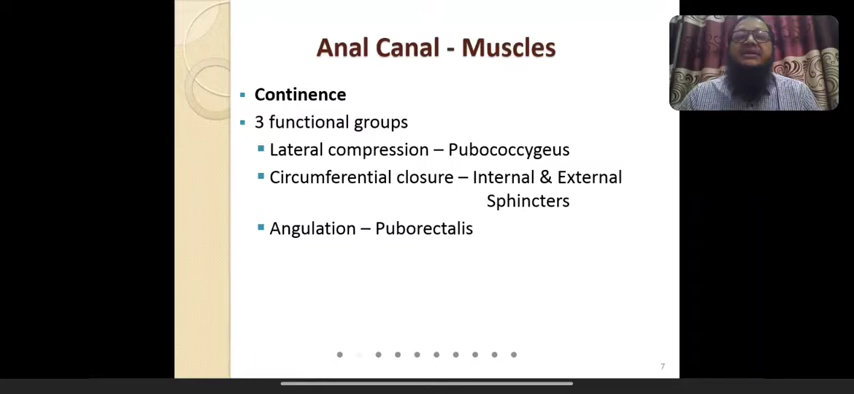 Anal Canal - Muscles
Continence
3 functional groups
Lateral compression – Pubococcygeus
Circumferential closure – Internal & External
Sphincters
Angulation – Puborectalis
7